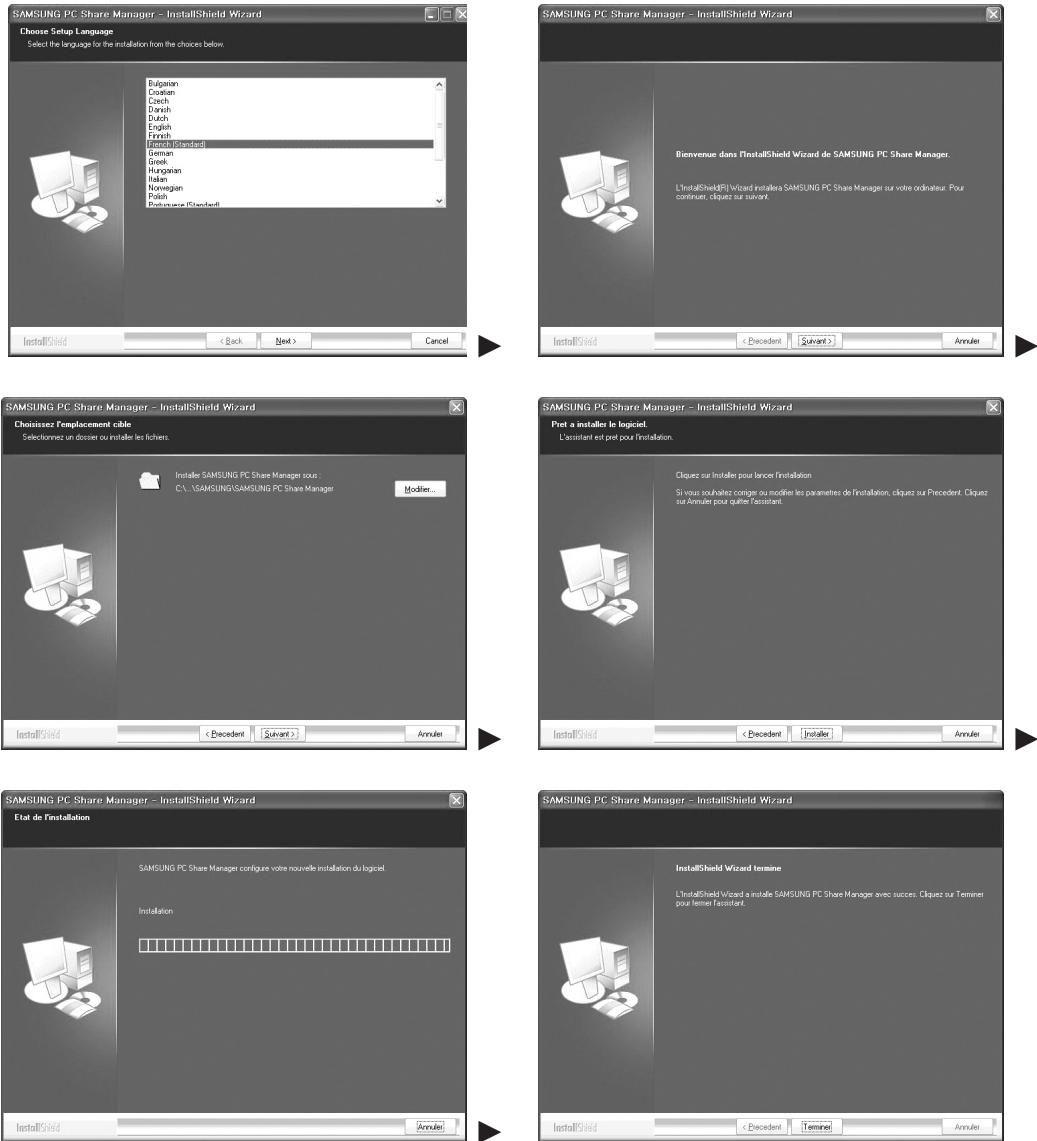 SAMSUNG PC Share Manager - InstallShield Wizard
Choose Setup Language
Select the language for the installation from the choices below.
Bulgarian
Croatian
Czech
Danish
Dutch
English
Finnish
French (Standard)
German
Greek
Hungarian
Italian
Norwegian
Polish
Portuguese (Standard)
InstallShield
< Back
Next >
Cancel
SAMSUNG PC Share Manager - InstallShield Wizard
Bienvenue dans l'InstallShield Wizard de SAMSUNG PC Share Manager.
L'InstallShield(R) Wizard installera SAMSUNG PC Share Manager sur votre ordinateur. Pour
continuer, cliquez sur suivant.
InstallShield
< Precedent
Suivant >
Annuler
SAMSUNG PC Share Manager - InstallShield Wizard
Choisissez l'emplacement cible
Selectionnez un dossier ou installer les fichiers.
Installer SAMSUNG PC Share Manager sous :
C:\...\SAMSUNG\SAMSUNG PC Share Manager
Modifier...
InstallShield
< Precedent
Suivant >
Annuler
SAMSUNG PC Share Manager - InstallShield Wizard
Pret a installer le logiciel.
L'assistant est pret pour l'installation.
Cliquez sur Installer pour lancer l'installation
Si vous souhaitez corriger ou modifier les parametres de l'installation, cliquez sur Precedent. Cliquez
sur Annuler pour quitter l'assistant.
InstallShield
< Precedent
Installer
Annuler
SAMSUNG PC Share Manager - InstallShield Wizard
Etat de l'installation
SAMSUNG PC Share Manager configure votre nouvelle installation du logiciel.
Installation
InstallShield
Annuler
SAMSUNG PC Share Manager - InstallShield Wizard
InstallShield Wizard termine
L'InstallShield Wizard a installe SAMSUNG PC Share Manager avec succes. Cliquez sur Terminer
pour fermer l'assistant.
InstallShield
< Precedent
Terminer
Annuler